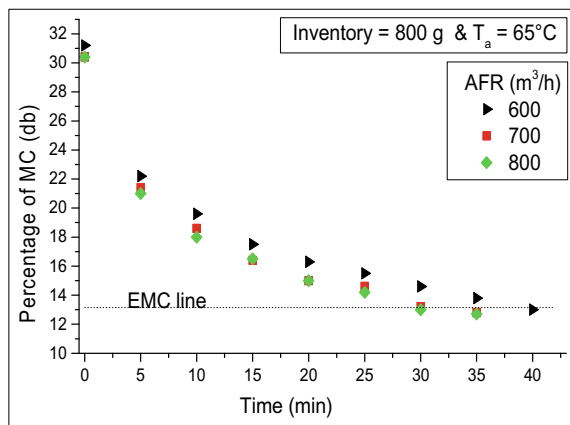 Inventory = 800 g & Tₐ = 65°C
AFR (m³/h)
600
700
800
Percentage of MC (db)
32
30
28
26
24
22
20
18
16
14
12
10
EMC line
0 5 10 15 20 25 30 35 40
Time (min)